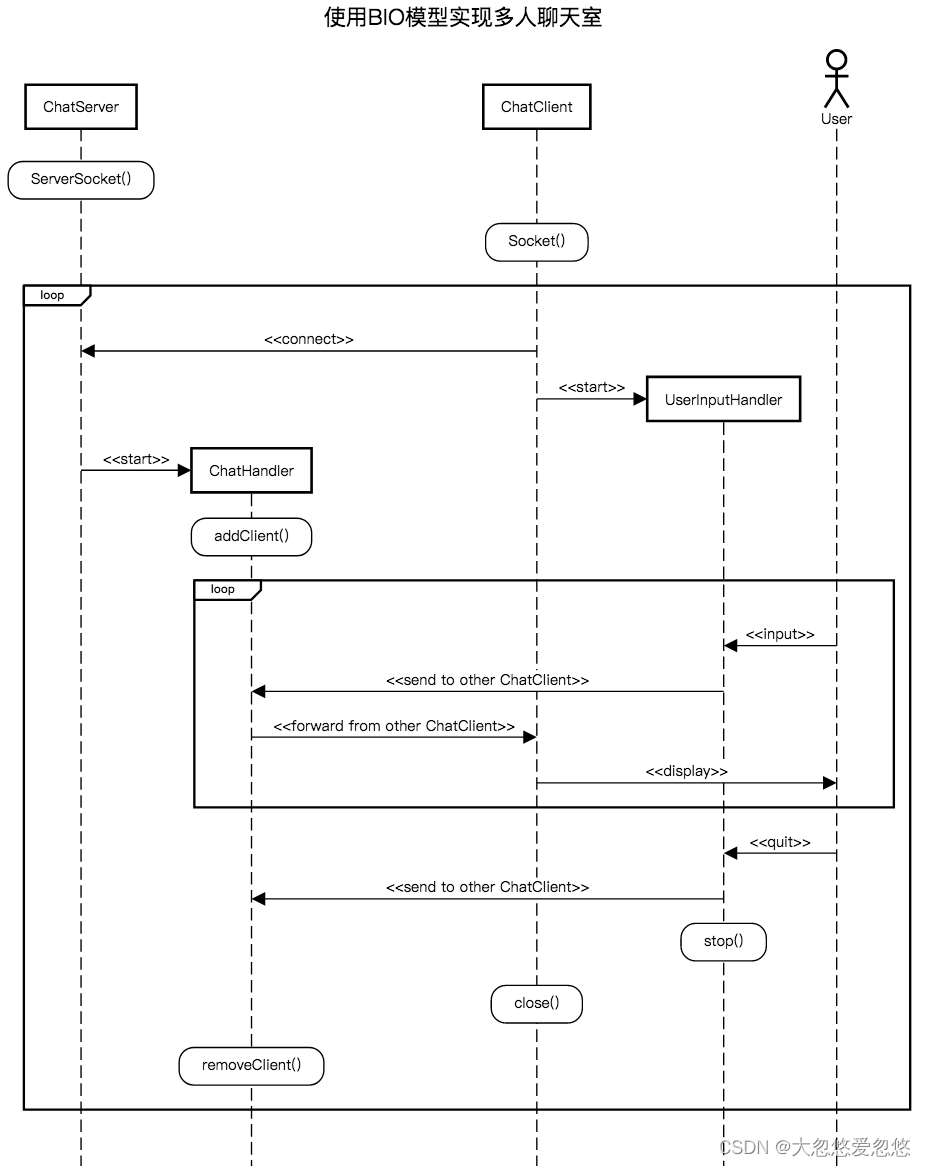 使用BIO模型实现多人聊天室
ChatServer
ChatClient
User
ServerSocket()
Socket()
loop
<<connect>>
<<start>>
UserInputHandler
<<start>>
ChatHandler
addClient()
loop
<<input>>
<<send to other ChatClient>>
<<forward from other ChatClient>>
<<display>>
<<quit>>
<<send to other ChatClient>>
stop()
close()
removeClient()
CSDN @大忽悠爱忽悠